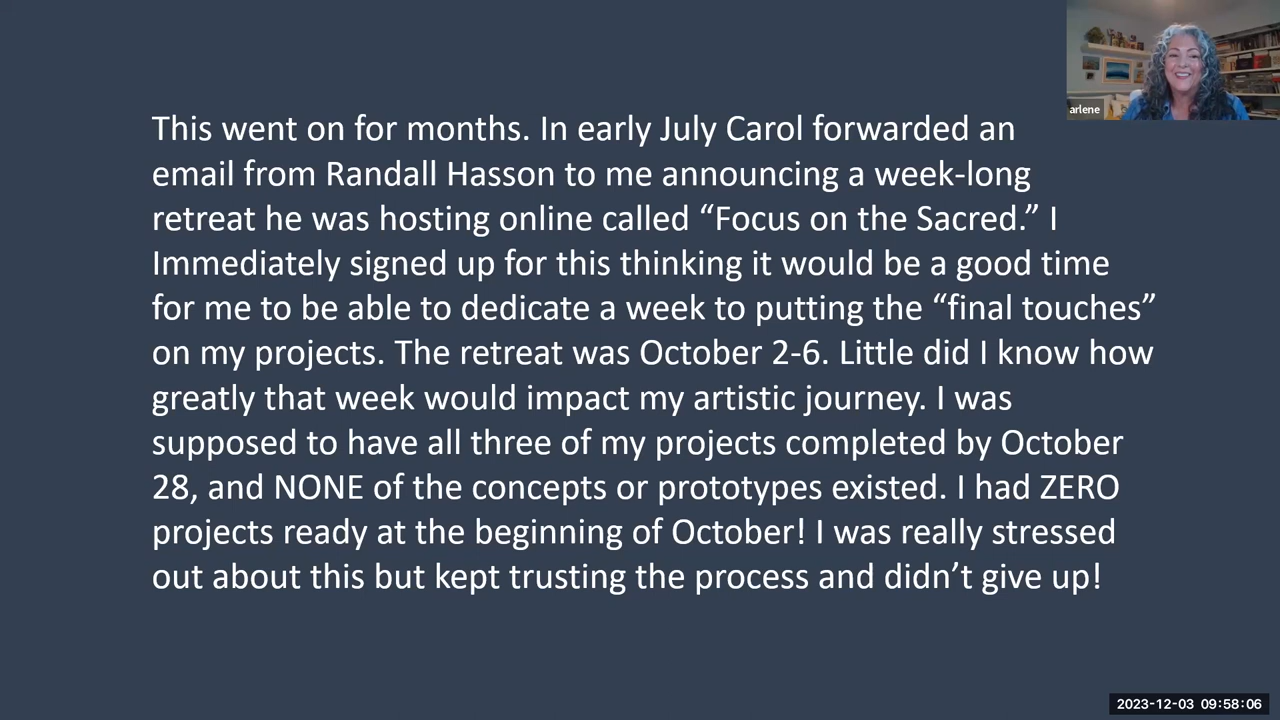 This went on for months. In early July Carol forwarded an
email from Randall Hasson to me announcing a week-long
retreat he was hosting online called “Focus on the Sacred.” I
Immediately signed up for this thinking it would be a good time
for me to be able to dedicate a week to putting the “final touches”
on my projects. The retreat was October 2-6. Little did I know how
greatly that week would impact my artistic journey. I was
supposed to have all three of my projects completed by October
28, and NONE of the concepts or prototypes existed. I had ZERO
projects ready at the beginning of October! I was really stressed
out about this but kept trusting the process and didn’t give up!
arlene
2023-12-03 09:58:06